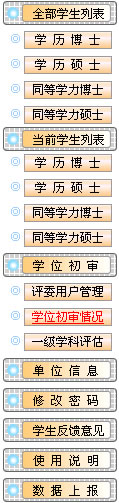 全部学生列表
学 历 博 士
学 历 硕 士
同等学力博士
同等学力硕士
当前学生列表
学 历 博 士
学 历 硕 士
同等学力博士
同等学力硕士
学 位 初 审
评委用户管理
学位初审情况
一级学科评估
单 位 信 息
修 改 密 码
学生反馈意见
使 用 说 明
数 据 上 报